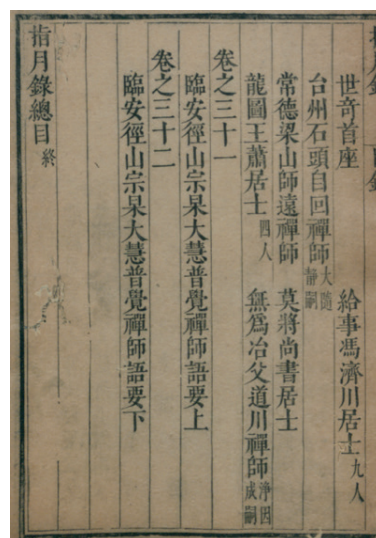 世奇首座 給事馮濟川居士九人
台州石頭自回禪師大隨靜嗣
常德梁山師遠禪師 莫將尚書居士
龍圖王蕭居士四人 無為冶父道川禪師淨因成嗣
卷之三十一
臨安徑山宗杲大慧普覺禪師語要上
卷之三十二
臨安徑山宗杲大慧普覺禪師語要下
指月錄總目終